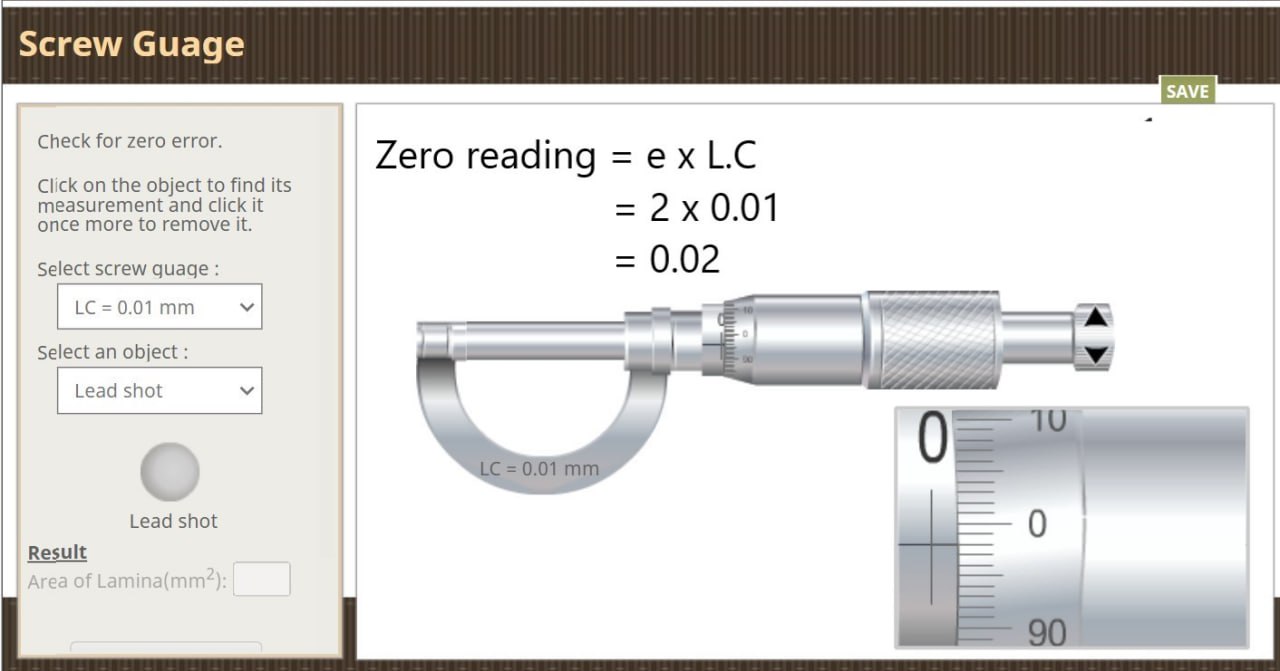 Screw Guage
SAVE
Check for zero error.
Click on the object to find its
measurement and click it
once more to remove it.
Select screw guage :
LC = 0.01 mm
Select an object :
Lead shot
Lead shot
Result
Area of Lamina(mm²):
Zero reading = e x L.C
= 2 x 0.01
= 0.02
0
10
0
90
LC = 0.01 mm
0
10
0
90